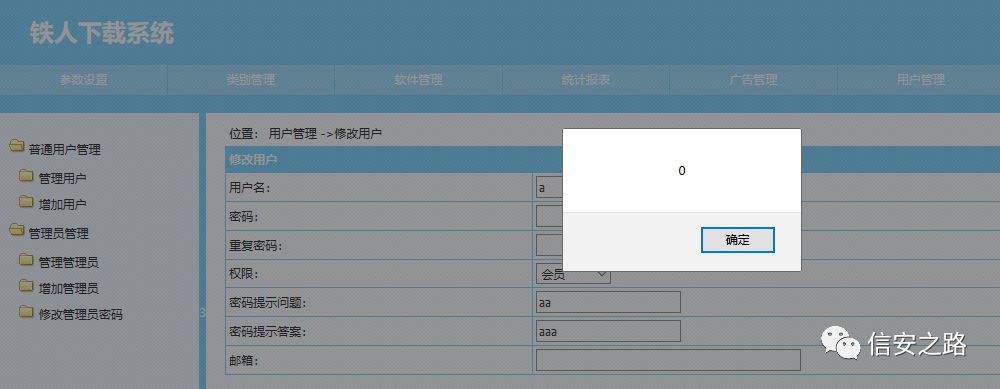 铁人下载系统
参数设置 类别管理 软件管理 统计报表 广告管理 用户管理
普通用户管理
管理用户
增加用户
管理员管理
管理管理员
增加管理员
修改管理员密码
3
位置: 用户管理 ->修改用户
修改用户
用户名: a
密码:
重复密码:
权限: 会员
密码提示问题: aa
密码提示答案: aaa
邮箱:
0
确定
信安之路